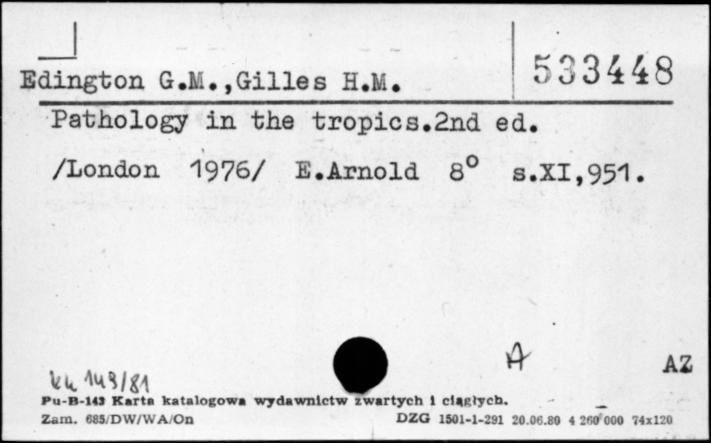 Edington G.M.,Gilles H.M.
533448
Pathology in the tropics.2nd ed.
/London 1976/ E.Arnold 8° s.XI,951.
A
AZ
149/81
Pu-B-143 Karta katalogowa wydawnictw zwartych i ciągłych.
Zam. 685/DW/WA/On
DZG 1501-1-291 20.06.80 4 260 000 74x120